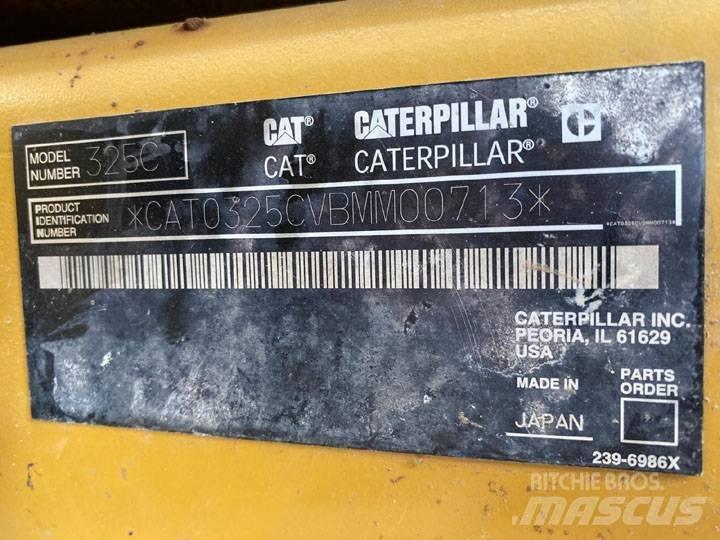 CAT® CATERPILLAR®
CAT® CATERPILLAR®
MODEL NUMBER 325C
PRODUCT IDENTIFICATION NUMBER *CAT0325CVBMM00713*
*CAT0325CVBMM00713*
CATERPILLAR INC.
PEORIA, IL 61629
USA
MADE IN
JAPAN
PARTS ORDER
239-6986X
RITCHIE BROS.
MASCUS